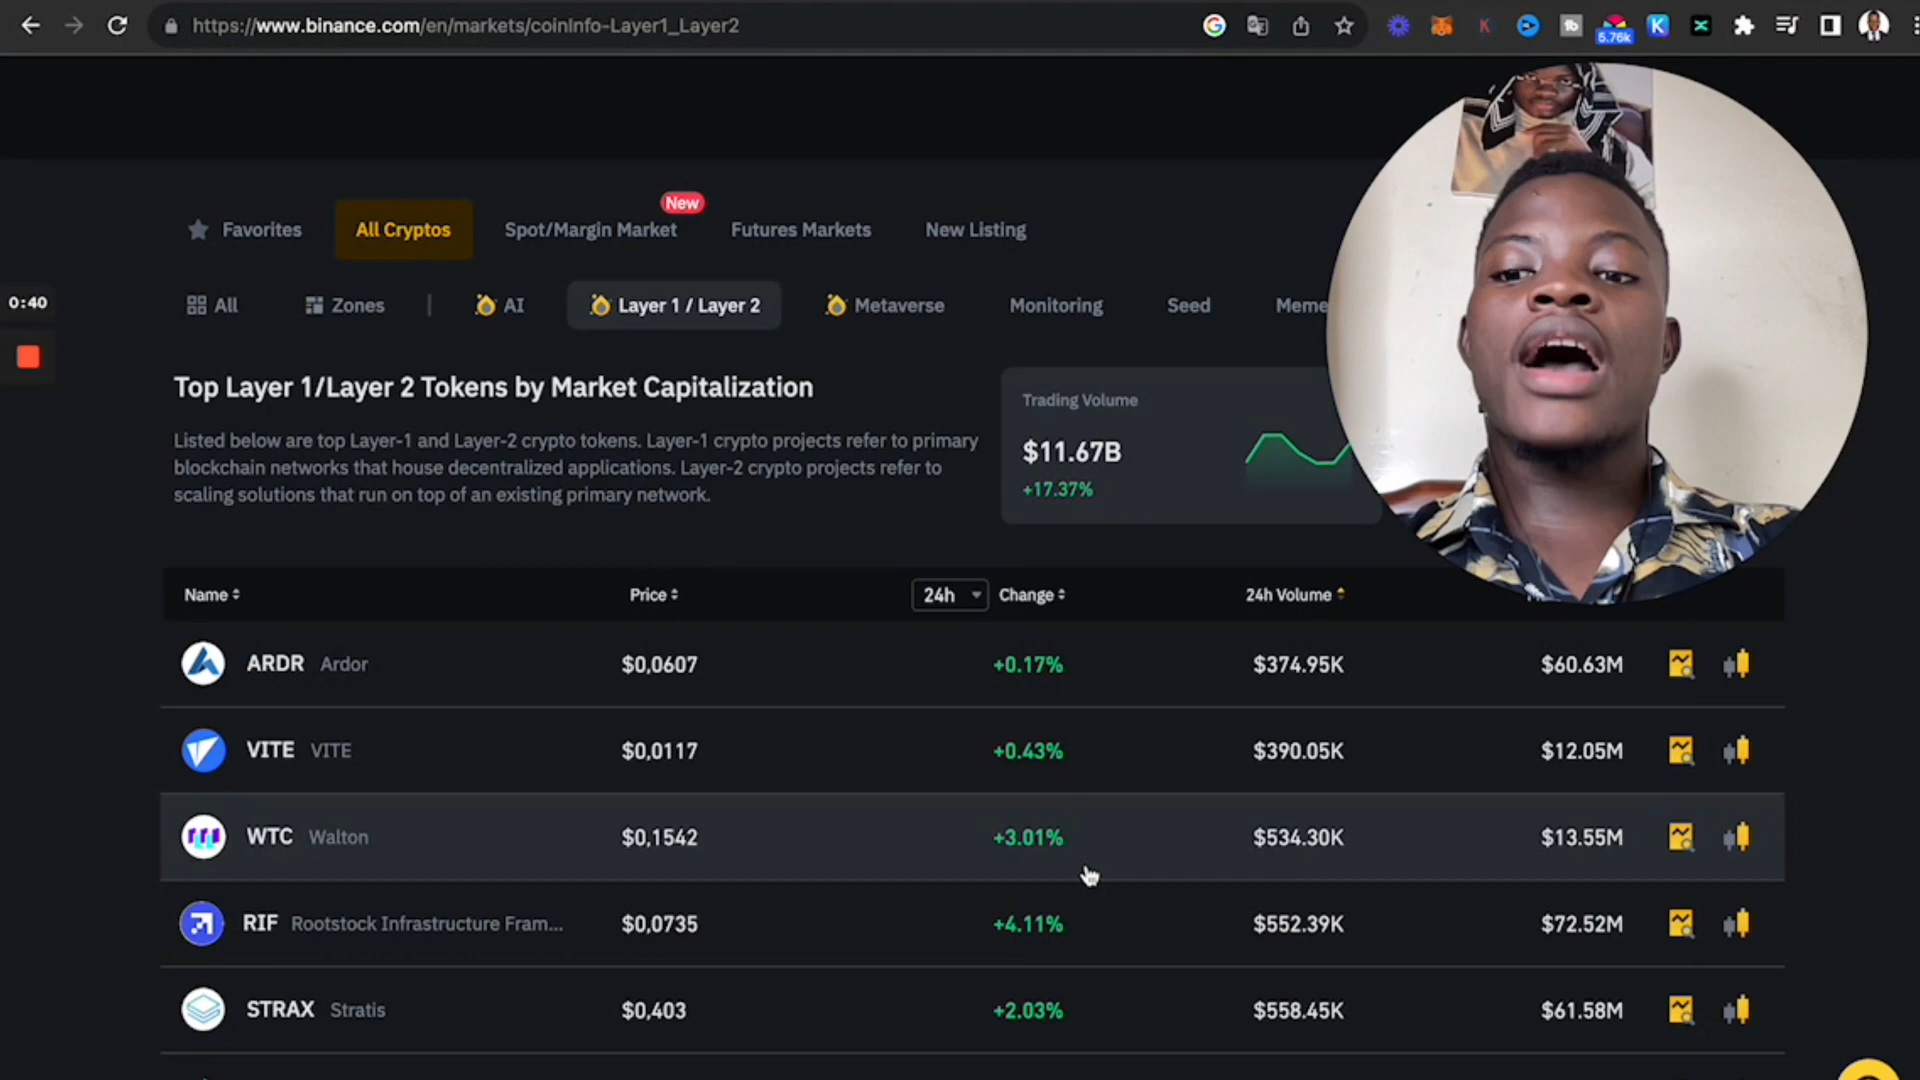 https://www.binance.com/en/markets/coinInfo-Layer1_Layer2
5.76k
New
Favorites
All Cryptos
Spot/Margin Market
Futures Markets
New Listing
0:40
All
Zones
AI
Layer 1 / Layer 2
Metaverse
Monitoring
Seed
Meme
Top Layer 1/Layer 2 Tokens by Market Capitalization
Listed below are top Layer-1 and Layer-2 crypto tokens. Layer-1 crypto projects refer to primary
blockchain networks that house decentralized applications. Layer-2 crypto projects refer to
scaling solutions that run on top of an existing primary network.
Trading Volume
$11.67B
+17.37%
Name Price 24h Change 24h Volume
ARDR Ardor $0,0607 +0.17% $374.95K $60.63M
VITE VITE $0,0117 +0.43% $390.05K $12.05M
WTC Walton $0,1542 +3.01% $534.30K $13.55M
RIF Rootstock Infrastructure Fram... $0,0735 +4.11% $552.39K $72.52M
STRAX Stratis $0,403 +2.03% $558.45K $61.58M